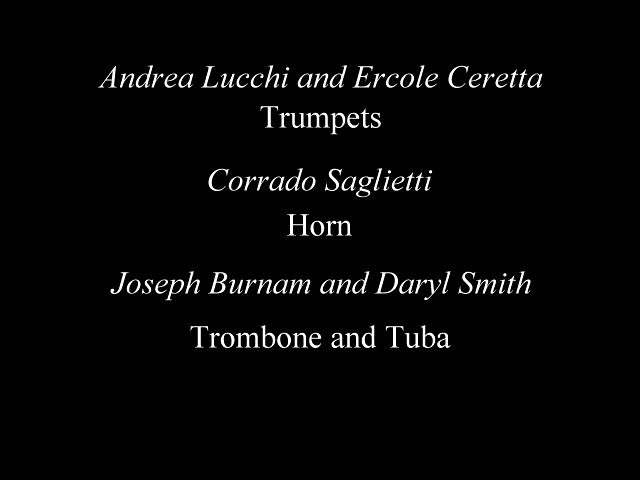 Andrea Lucchi and Ercole Ceretta
Trumpets
Corrado Saglietti
Horn
Joseph Burnam and Daryl Smith
Trombone and Tuba